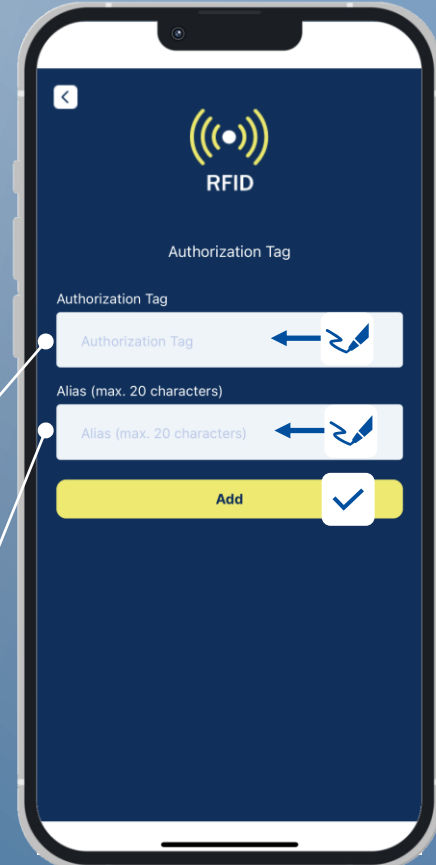 RFID
Authorization Tag
Authorization Tag
Authorization Tag
Alias (max. 20 characters)
Alias (max. 20 characters)
Add